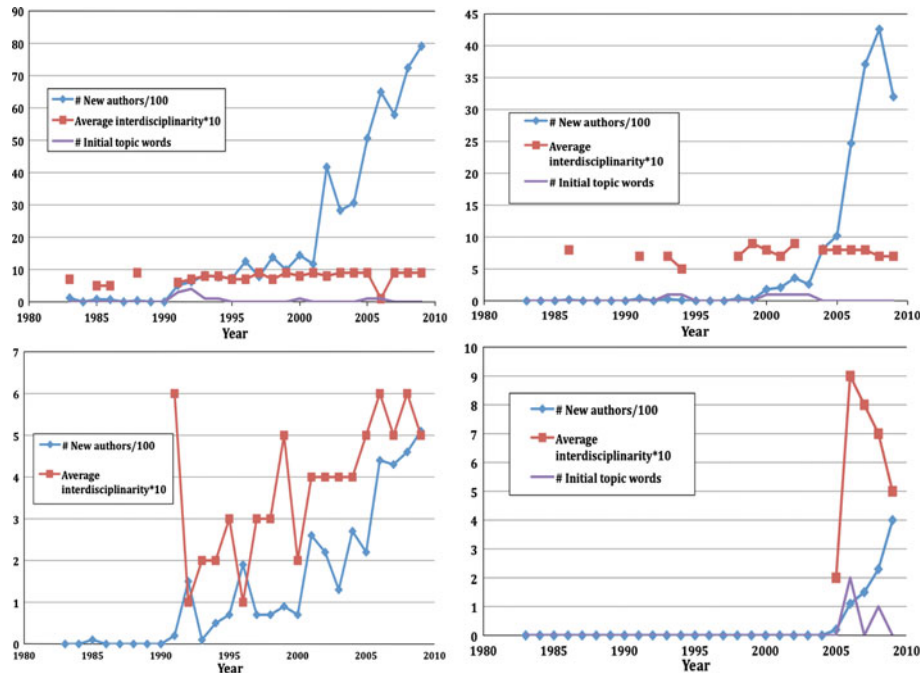 90
80
70
60
50
40
30
20
10
0
# New authors/100
Average interdisciplinarity*10
# Initial topic words
1980 1985 1990 1995 2000 2005 2010
Year
45
40
35
30
25
20
15
10
5
0
# New authors/100
Average
interdisciplinarity*10
# Initial topic words
1980 1985 1990 1995 2000 2005 2010
Year
7
6
5
4
3
2
1
0
# New authors/100
Average
interdisciplinarity*10
1980 1985 1990 1995 2000 2005 2010
Year
10
9
8
7
6
5
4
3
2
1
0
# New authors/100
Average
interdisciplinarity*10
# Initial topic words
1980 1985 1990 1995 2000 2005 2010
Year